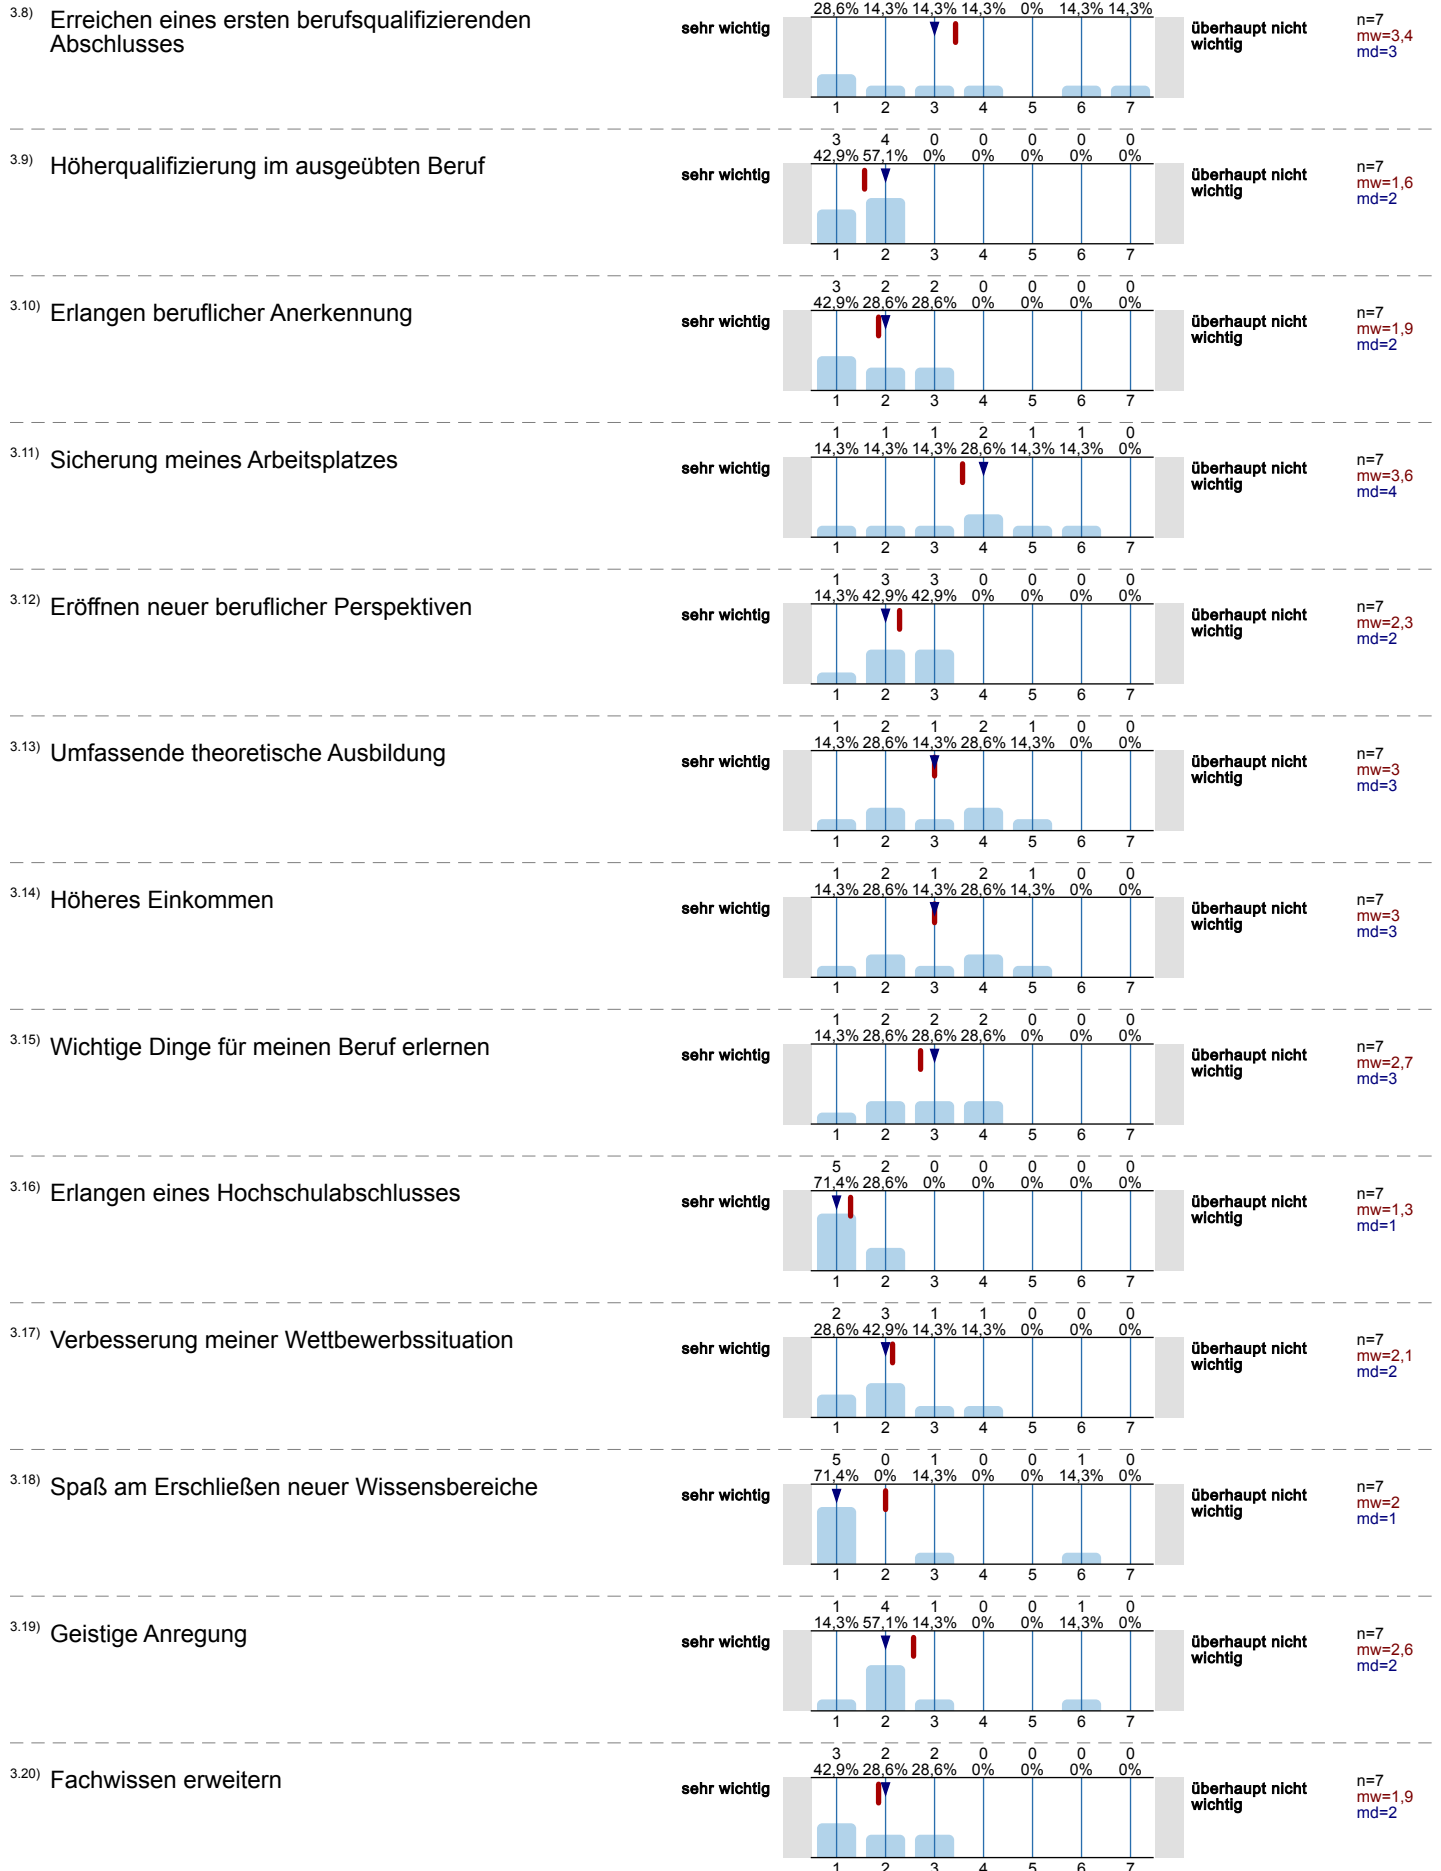 3.8) Erreichen eines ersten berufsqualifizierenden
Abschlusses
28,6% 14,3% 14,3% 14,3% 0% 14,3% 14,3%
sehr wichtig
überhaupt nicht
wichtig
n=7
mw=3,4
md=3
1 2 3 4 5 6 7
3.9) Höherqualifizierung im ausgeübten Beruf
3 4 0 0 0 0 0
42,9% 57,1% 0% 0% 0% 0% 0%
sehr wichtig
überhaupt nicht
wichtig
n=7
mw=1,6
md=2
1 2 3 4 5 6 7
3.10) Erlangen beruflicher Anerkennung
3 2 2 0 0 0 0
42,9% 28,6% 28,6% 0% 0% 0% 0%
sehr wichtig
überhaupt nicht
wichtig
n=7
mw=1,9
md=2
1 2 3 4 5 6 7
3.11) Sicherung meines Arbeitsplatzes
1 1 1 2 1 1 0
14,3% 14,3% 14,3% 28,6% 14,3% 14,3% 0%
sehr wichtig
überhaupt nicht
wichtig
n=7
mw=3,6
md=4
1 2 3 4 5 6 7
3.12) Eröffnen neuer beruflicher Perspektiven
1 3 3 0 0 0 0
14,3% 42,9% 42,9% 0% 0% 0% 0%
sehr wichtig
überhaupt nicht
wichtig
n=7
mw=2,3
md=2
1 2 3 4 5 6 7
3.13) Umfassende theoretische Ausbildung
1 2 1 2 1 0 0
14,3% 28,6% 14,3% 28,6% 14,3% 0% 0%
sehr wichtig
überhaupt nicht
wichtig
n=7
mw=3
md=3
1 2 3 4 5 6 7
3.14) Höheres Einkommen
1 2 1 2 1 0 0
14,3% 28,6% 14,3% 28,6% 14,3% 0% 0%
sehr wichtig
überhaupt nicht
wichtig
n=7
mw=3
md=3
1 2 3 4 5 6 7
3.15) Wichtige Dinge für meinen Beruf erlernen
1 2 2 2 0 0 0
14,3% 28,6% 28,6% 28,6% 0% 0% 0%
sehr wichtig
überhaupt nicht
wichtig
n=7
mw=2,7
md=3
1 2 3 4 5 6 7
3.16) Erlangen eines Hochschulabschlusses
5 2 0 0 0 0 0
71,4% 28,6% 0% 0% 0% 0% 0%
sehr wichtig
überhaupt nicht
wichtig
n=7
mw=1,3
md=1
1 2 3 4 5 6 7
3.17) Verbesserung meiner Wettbewerbssituation
2 3 1 1 0 0 0
28,6% 42,9% 14,3% 14,3% 0% 0% 0%
sehr wichtig
überhaupt nicht
wichtig
n=7
mw=2,1
md=2
1 2 3 4 5 6 7
3.18) Spaß am Erschließen neuer Wissensbereiche
5 0 1 0 0 1 0
71,4% 0% 14,3% 0% 0% 14,3% 0%
sehr wichtig
überhaupt nicht
wichtig
n=7
mw=2
md=1
1 2 3 4 5 6 7
3.19) Geistige Anregung
1 4 1 0 0 1 0
14,3% 57,1% 14,3% 0% 0% 14,3% 0%
sehr wichtig
überhaupt nicht
wichtig
n=7
mw=2,6
md=2
1 2 3 4 5 6 7
3.20) Fachwissen erweitern
3 2 2 0 0 0 0
42,9% 28,6% 28,6% 0% 0% 0% 0%
sehr wichtig
überhaupt nicht
wichtig
n=7
mw=1,9
md=2
1 2 3 4 5 6 7